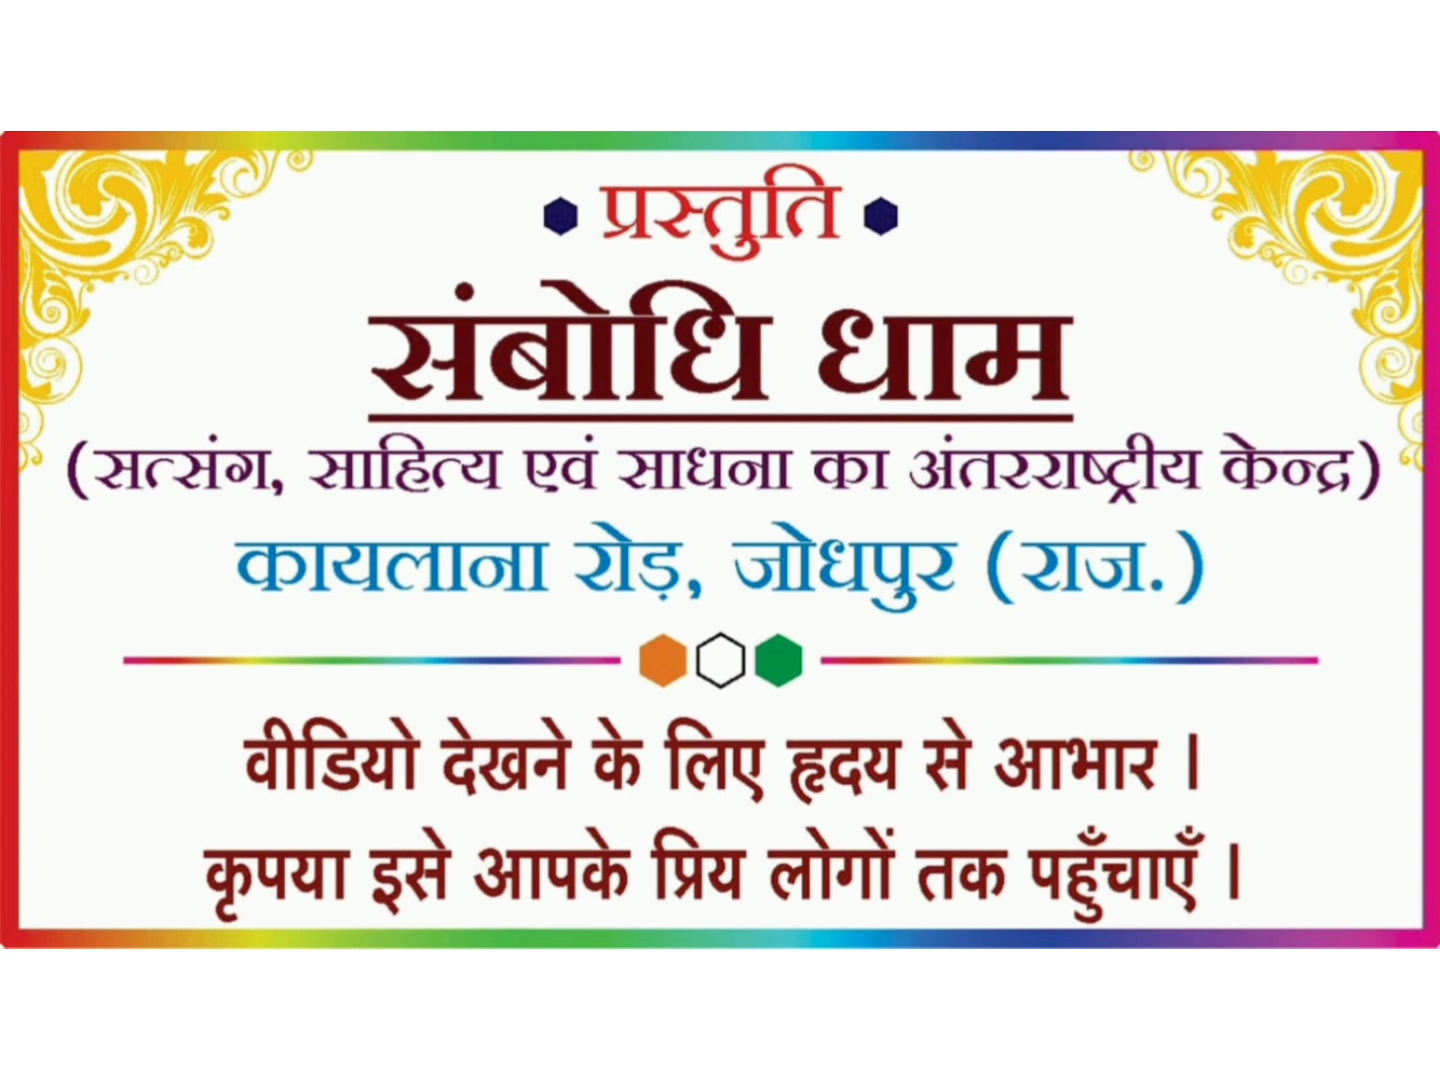 प्रस्तुति
संबोधि धाम
(सत्संग, साहित्य एवं साधना का अंतरराष्ट्रीय केन्द्र)
कायलाना रोड़, जोधपुर (राज.)
वीडियो देखने के लिए हृदय से आभार ।
कृपया इसे आपके प्रिय लोगों तक पहुँचाएँ ।